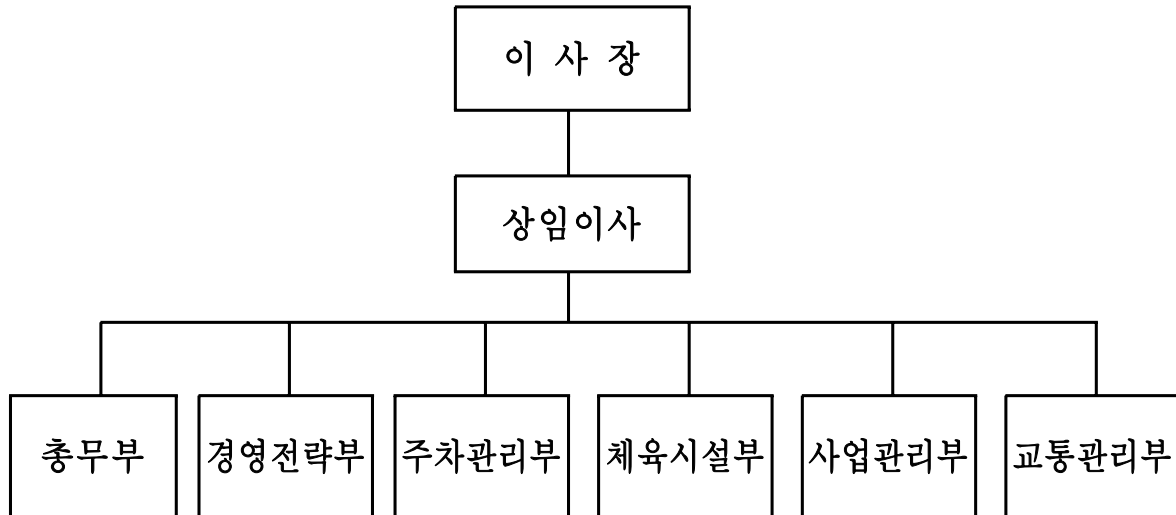 이 사 장
상임이사
총무부
경영전략부
주차관리부
체육시설부
사업관리부
교통관리부